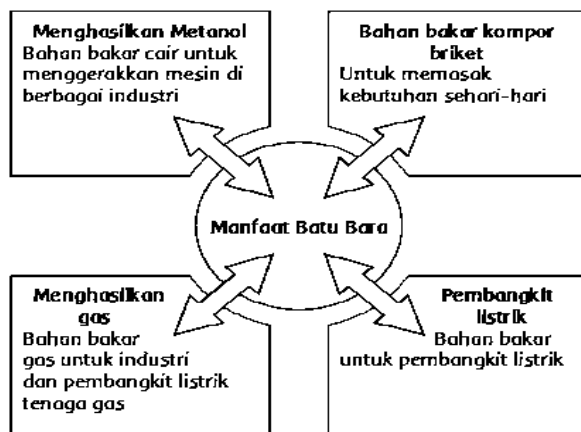 Menghasilkan Metanol
Bahan bakar cair untuk
menggerakkan mesin di
berbagai industri
Bahan bakar kompor
briket
Untuk memasak
kebutuhan sehari-hari
Manfaat Batu Bara
Menghasilkan
gas
Bahan bakar
gas untuk industri
dan pembangkit listrik
tenaga gas
Pembangkit
listrik
Bahan bakar
untuk pembangkit listrik